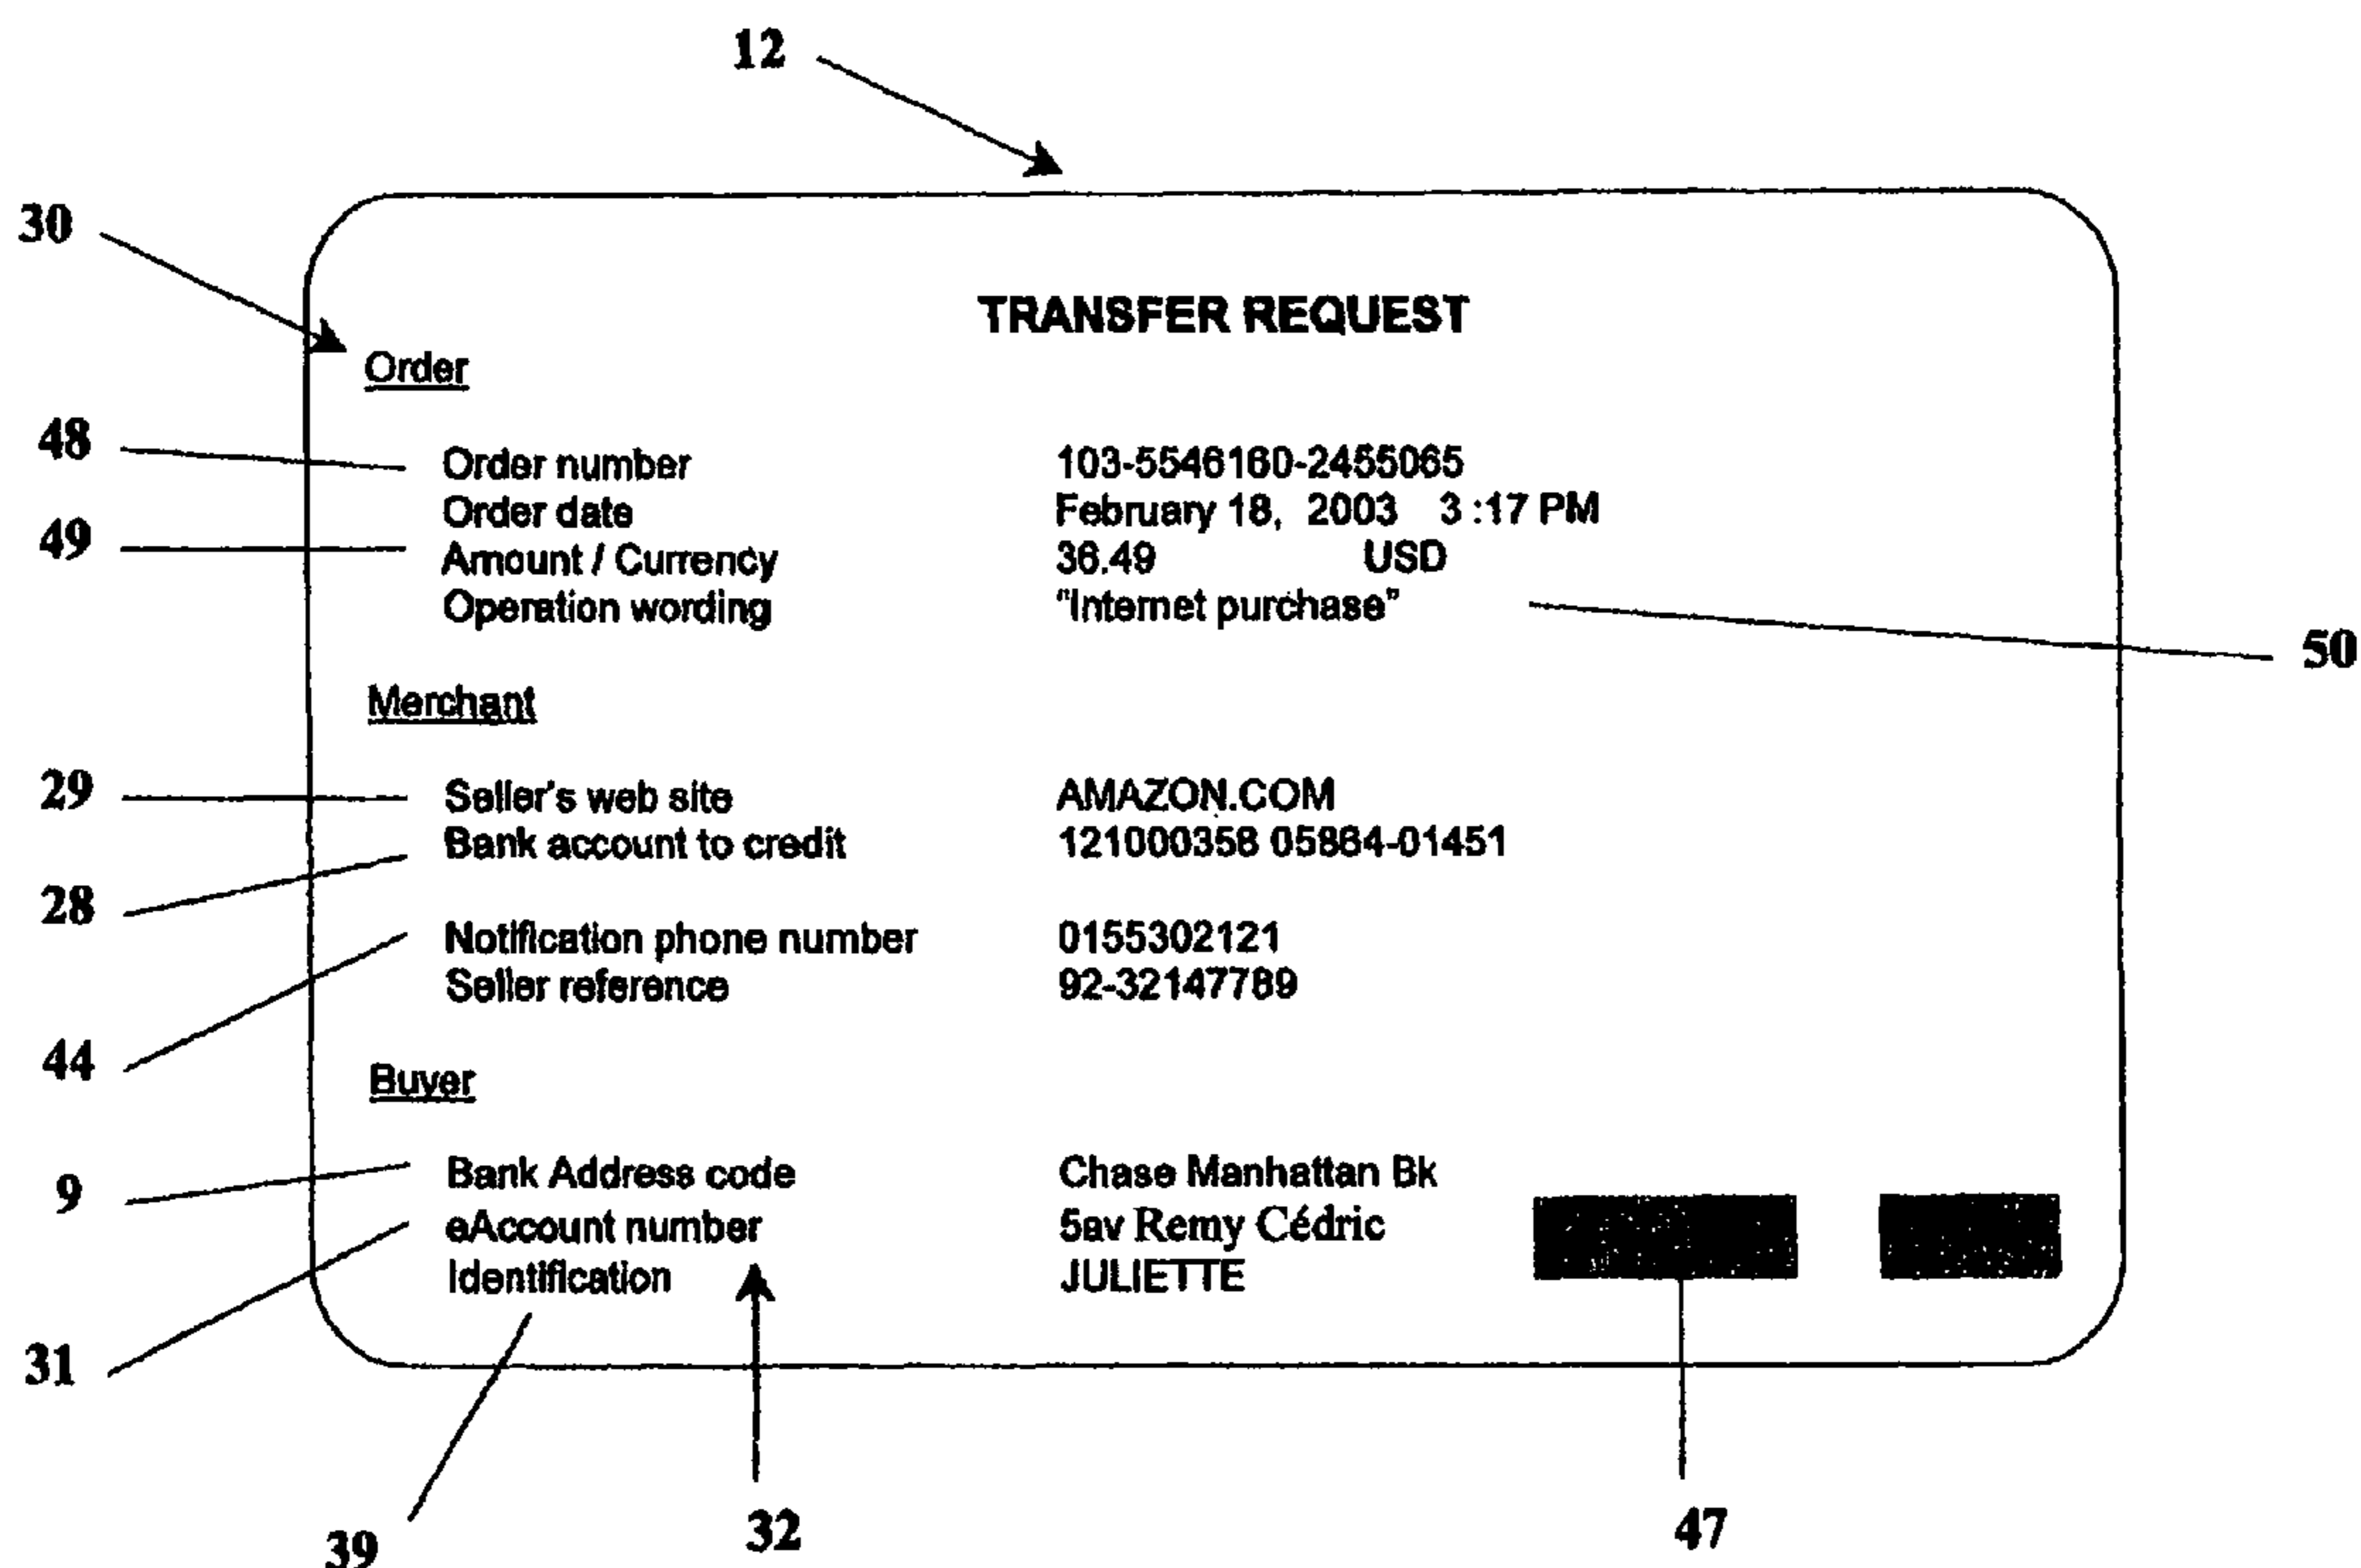 12
30
TRANSFER REQUEST
Order
48
Order number 103-5546160-2455065
Order date February 18, 2003 3 :17 PM
49
Amount / Currency 36.49 USD
Operation wording "Internet purchase"
50
Merchant
29
Seller's web site AMAZON.COM
Bank account to credit 121000358 05864-01451
28
Notification phone number 0155302121
Seller reference 92-32147789
44
Buyer
Bank Address code Chase Manhattan Bk
9
eAccount number 5av Remy Cédric
Identification JULIETTE
31
39
32
47